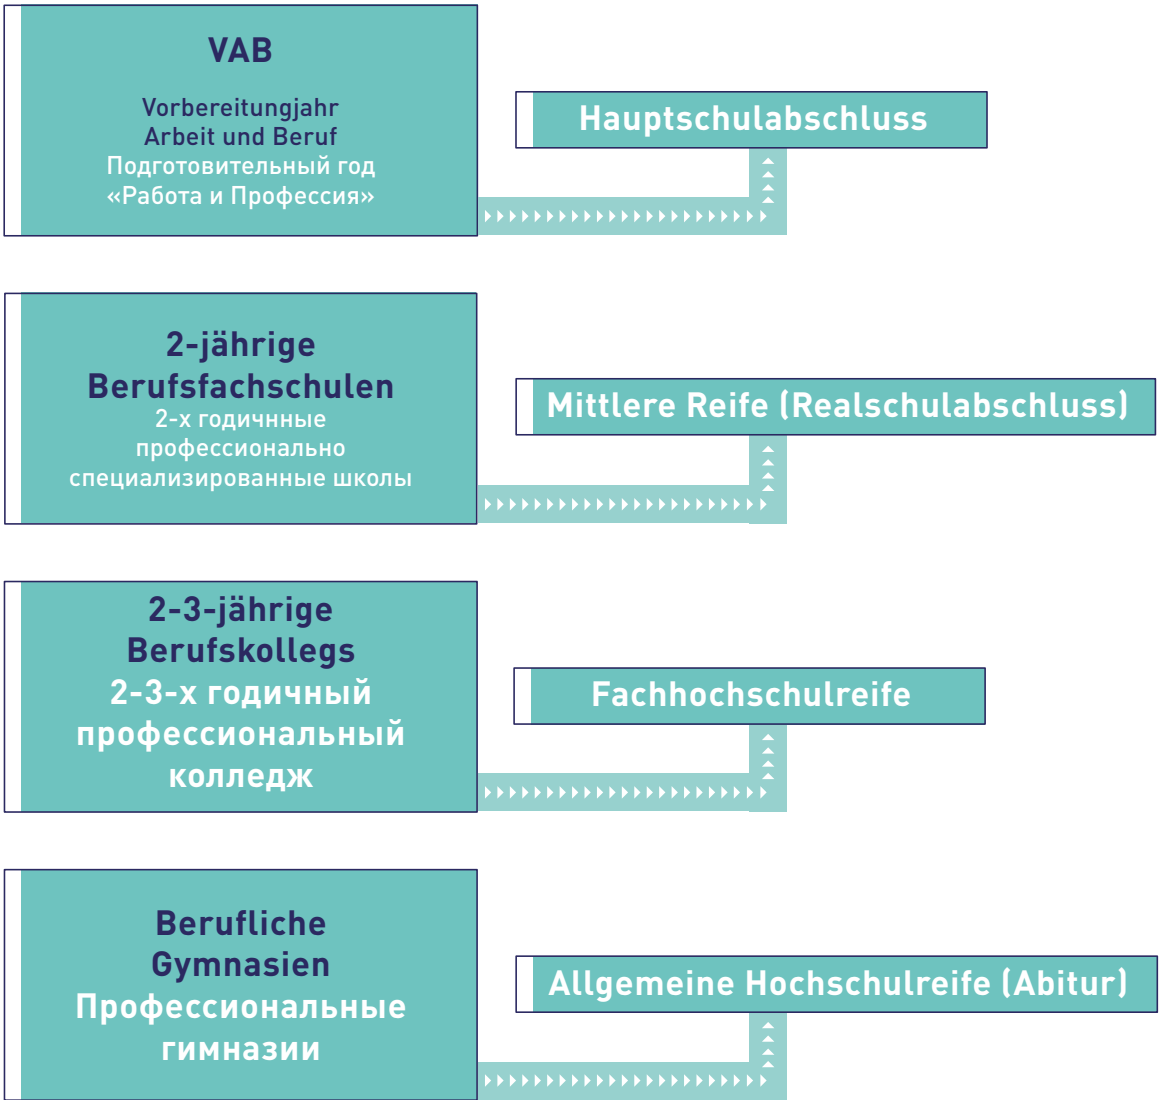 VAB
Vorbereitungjahr
Arbeit und Beruf
Подготовительный год
«Работа и Профессия»
Hauptschulabschluss
2-jährige
Berufsfachschulen
2-х годичнные
профессионально
специализированные школы
Mittlere Reife (Realschulabschluss)
2-3-jährige
Berufskollegs
2-3-х годичный
профессиональный
колледж
Fachhochschulreife
Berufliche
Gymnasien
Профессиональные
гимназии
Allgemeine Hochschulreife (Abitur)